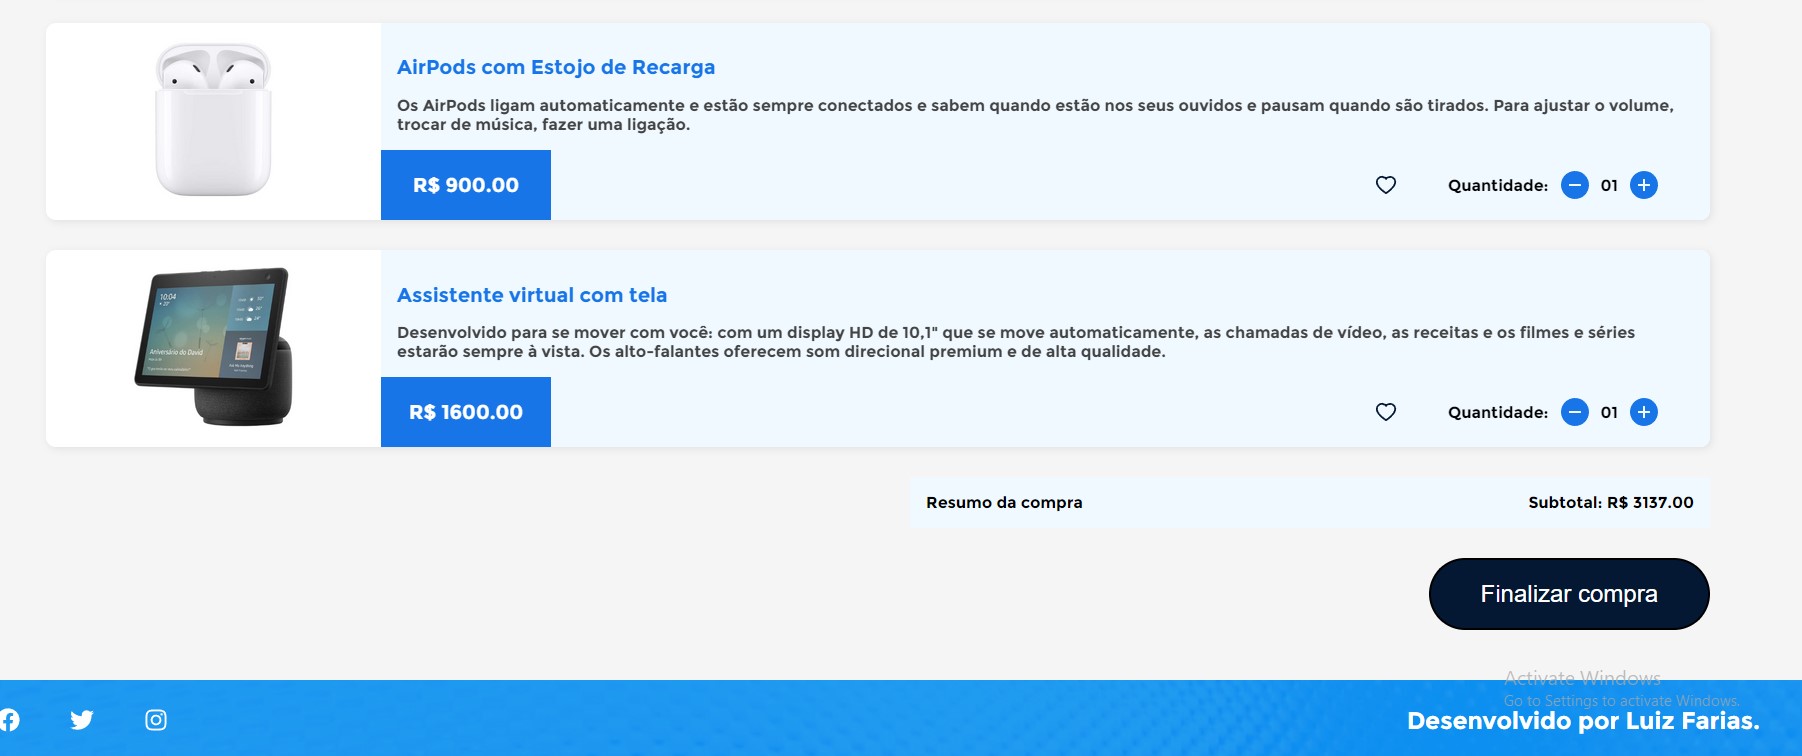 AirPods com Estojo de Recarga
Os AirPods ligam automaticamente e estão sempre conectados e sabem quando estão nos seus ouvidos e pausam quando são tirados. Para ajustar o volume,
trocar de música, fazer uma ligação.
R$ 900.00
Quantidade: 01
10:04
Aniversário do David
Assistente virtual com tela
Desenvolvido para se mover com você: com um display HD de 10,1" que se move automaticamente, as chamadas de vídeo, as receitas e os filmes e séries
estarão sempre à vista. Os alto-falantes oferecem som direcional premium e de alta qualidade.
R$ 1600.00
Quantidade: 01
Resumo da compra
Subtotal: R$ 3137.00
Finalizar compra
Activate Windows
Go to Settings to activate Windows.
Desenvolvido por Luiz Farias.